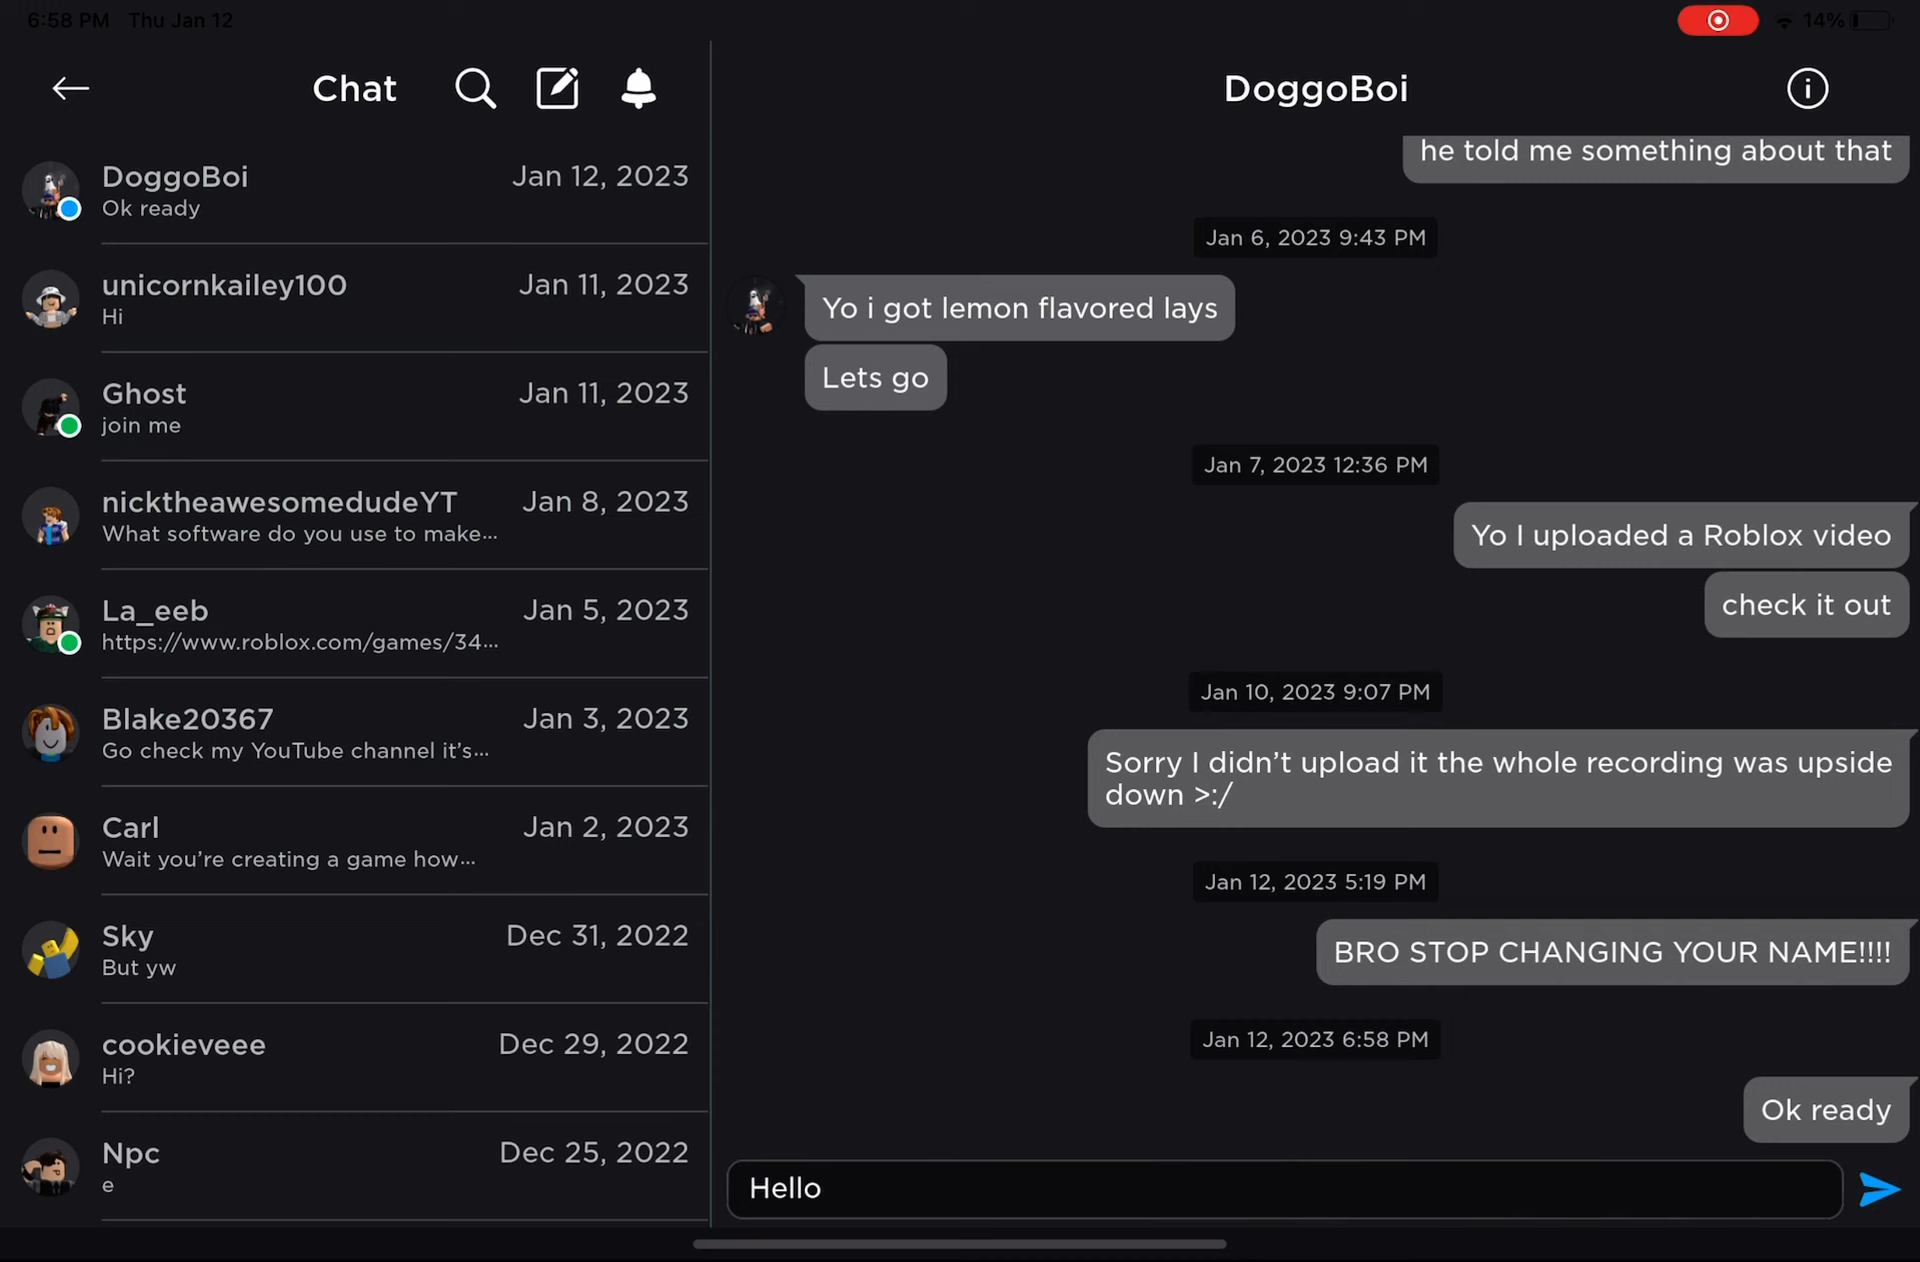 6:58 PM Thu Jan 12
14%
Chat
DoggoBoi
DoggoBoi Jan 12, 2023
Ok ready
unicornkailey100 Jan 11, 2023
Hi
Ghost Jan 11, 2023
join me
nicktheawesomedudeYT Jan 8, 2023
What software do you use to make...
La_eeb Jan 5, 2023
https://www.roblox.com/games/34...
Blake20367 Jan 3, 2023
Go check my YouTube channel it’s...
Carl Jan 2, 2023
Wait you’re creating a game how...
Sky Dec 31, 2022
But yw
cookieveee Dec 29, 2022
Hi?
Npc Dec 25, 2022
e
he told me something about that
Jan 6, 2023 9:43 PM
Yo i got lemon flavored lays
Lets go
Jan 7, 2023 12:36 PM
Yo I uploaded a Roblox video
check it out
Jan 10, 2023 9:07 PM
Sorry I didn’t upload it the whole recording was upside
down >:/
Jan 12, 2023 5:19 PM
BRO STOP CHANGING YOUR NAME!!!!
Jan 12, 2023 6:58 PM
Ok ready
Hello